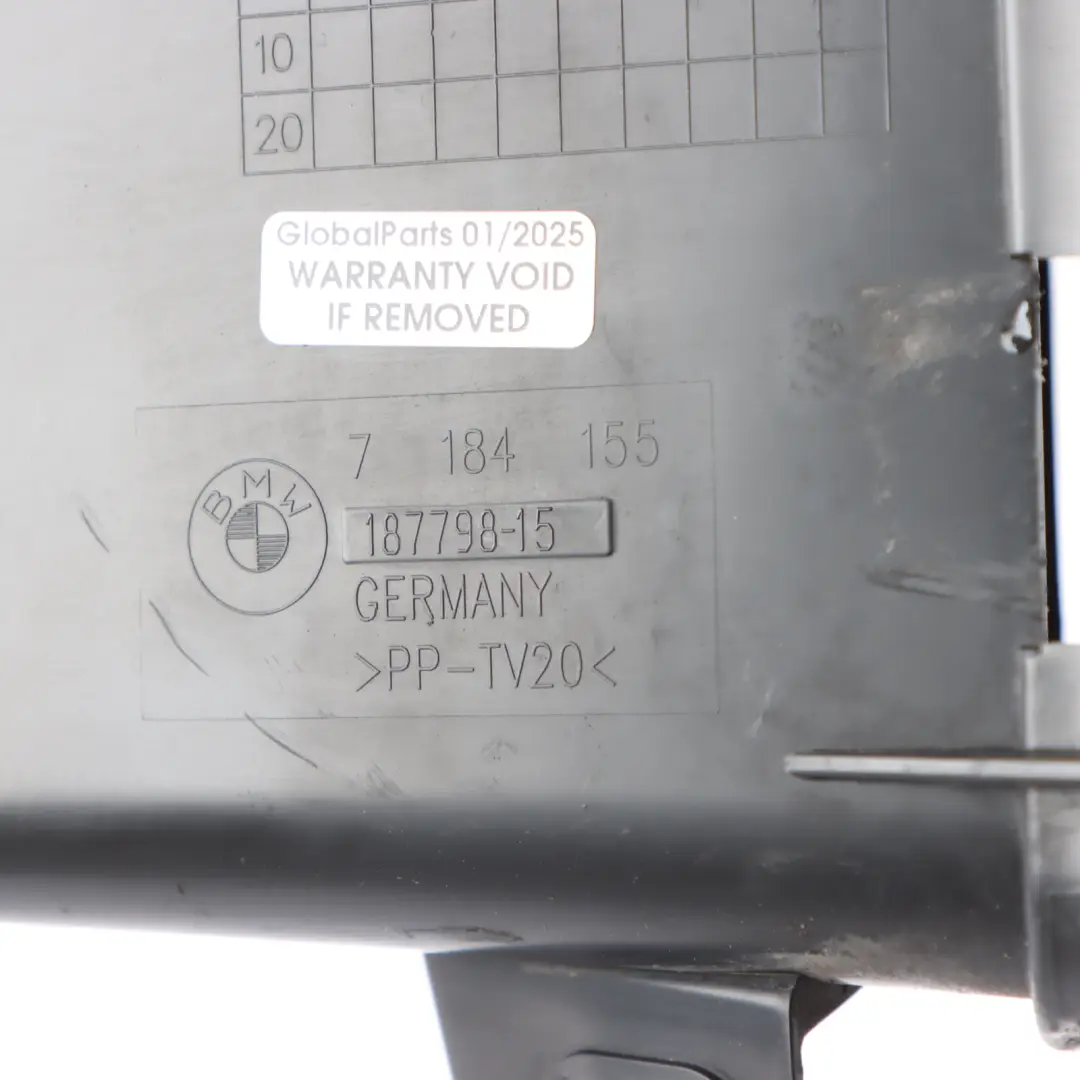 10
20
GlobalParts 01/2025
WARRANTY VOID
IF REMOVED
7 184 155
BMW
187798-15
GERMANY
>PP-TV20<